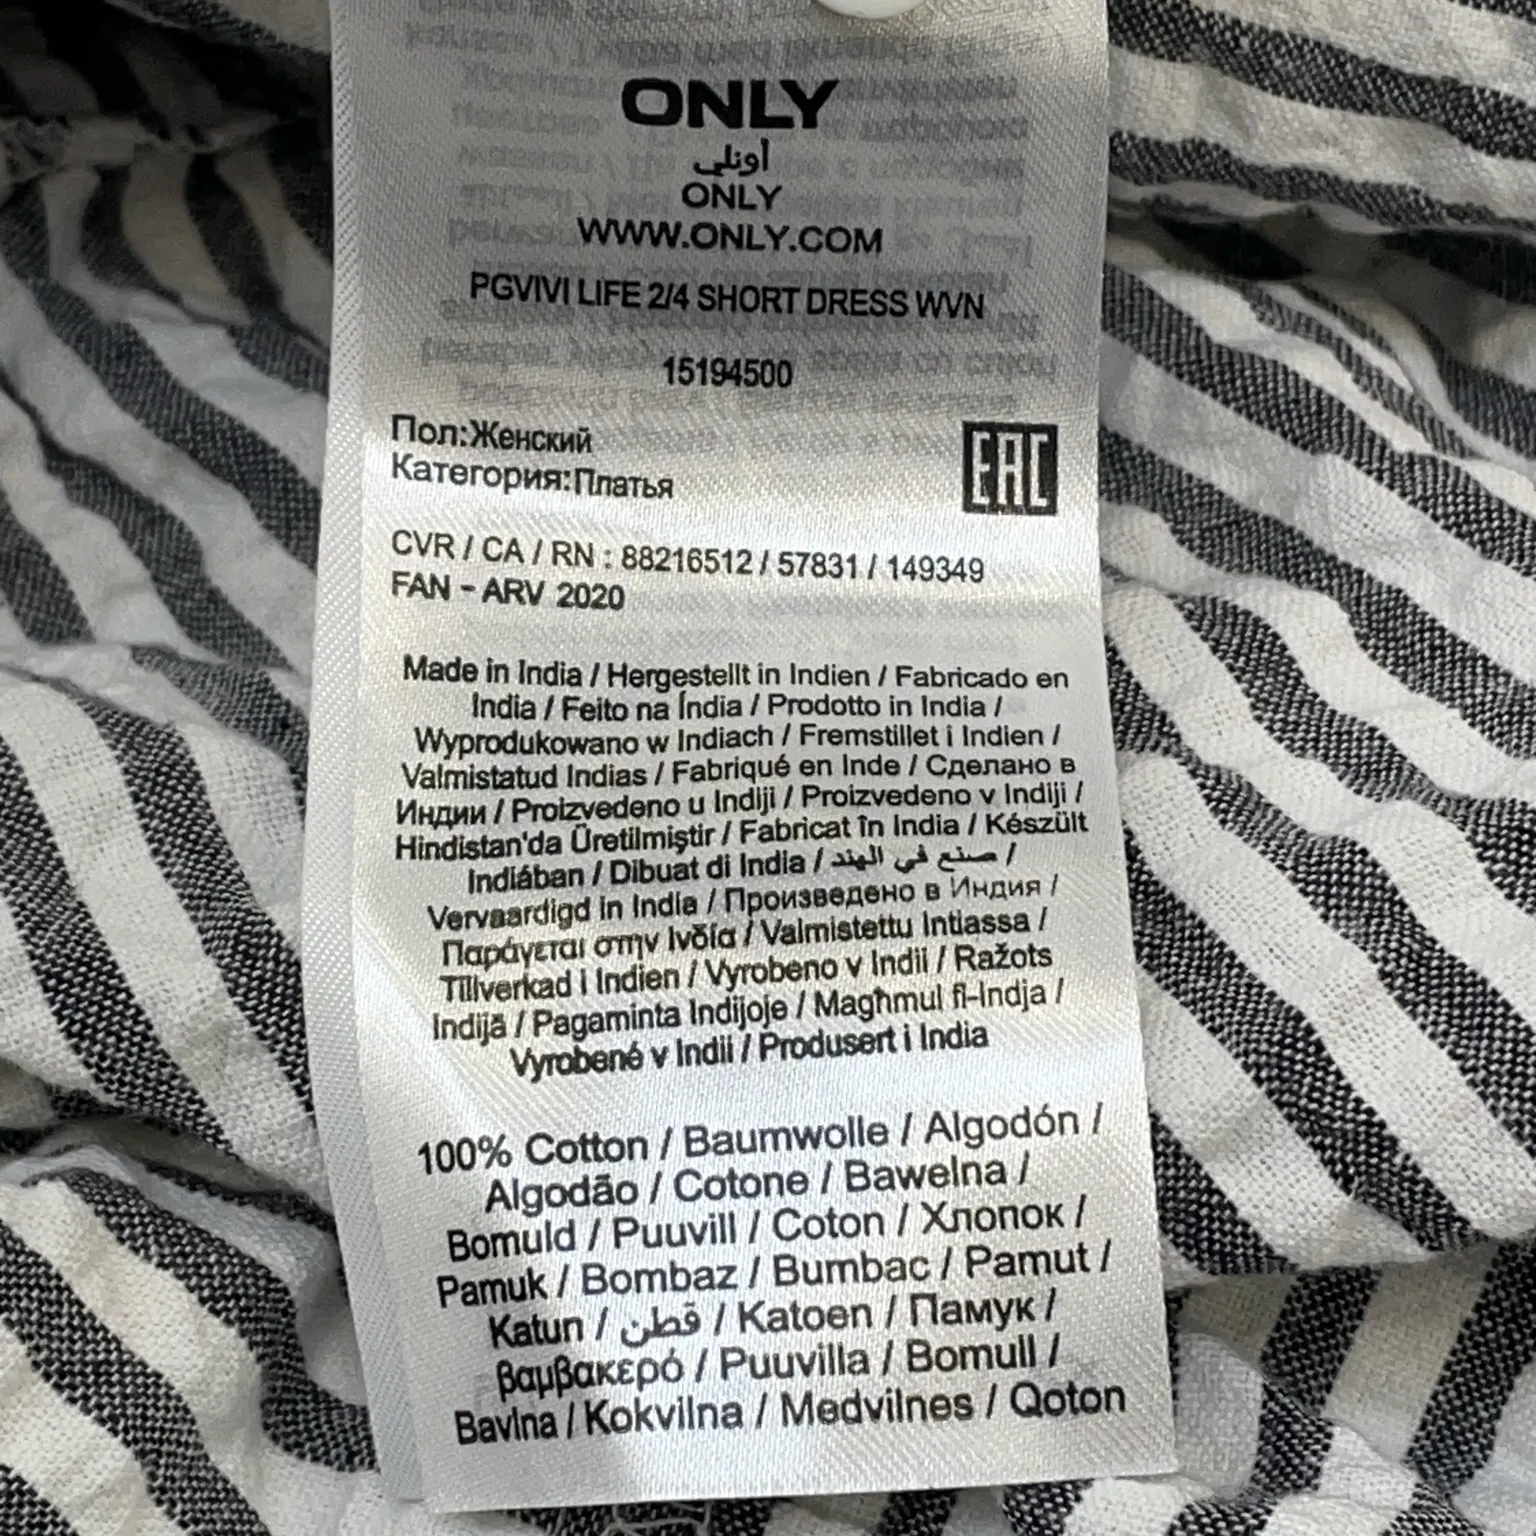 ONLY
أونلي
ONLY
WWW.ONLY.COM
PGVIVI LIFE 2/4 SHORT DRESS WVN
15194500
Пол:Женский
Категория:Платья
EAC
CVR / CA / RN : 88216512 / 57831 / 149349
FAN - ARV 2020
Made in India / Hergestellt in Indien / Fabricado en
India / Feito na Índia / Prodotto in India /
Wyprodukowano w Indiach / Fremstillet i Indien /
Valmistatud Indias / Fabriqué en Inde / Сделано в
Индии / Proizvedeno u Indiji / Proizvedeno v Indiji /
Hindistan'da Üretilmiştir / Fabricat în India / Készült
Indiában / Dibuat di India / صنع في الهند /
Vervaardigd in India / Произведено в Индия /
Παράγεται στην Ινδία / Valmistettu Intiassa /
Tillverkad i Indien / Vyrobeno v Indii / Ražots
Indijā / Pagaminta Indijoje / Magħmul fl-Indja /
Vyrobené v Indii / Produsert i India
100% Cotton / Baumwolle / Algodón /
Algodão / Cotone / Bawełna /
Bomuld / Puuvill / Coton / Хлопок /
Pamuk / Bombaz / Bumbac / Pamut /
Katun / قطن / Katoen / Памук /
βαμβακερό / Puuvilla / Bomull /
Bavlna / Kokvilna / Medvilnes / Qoton